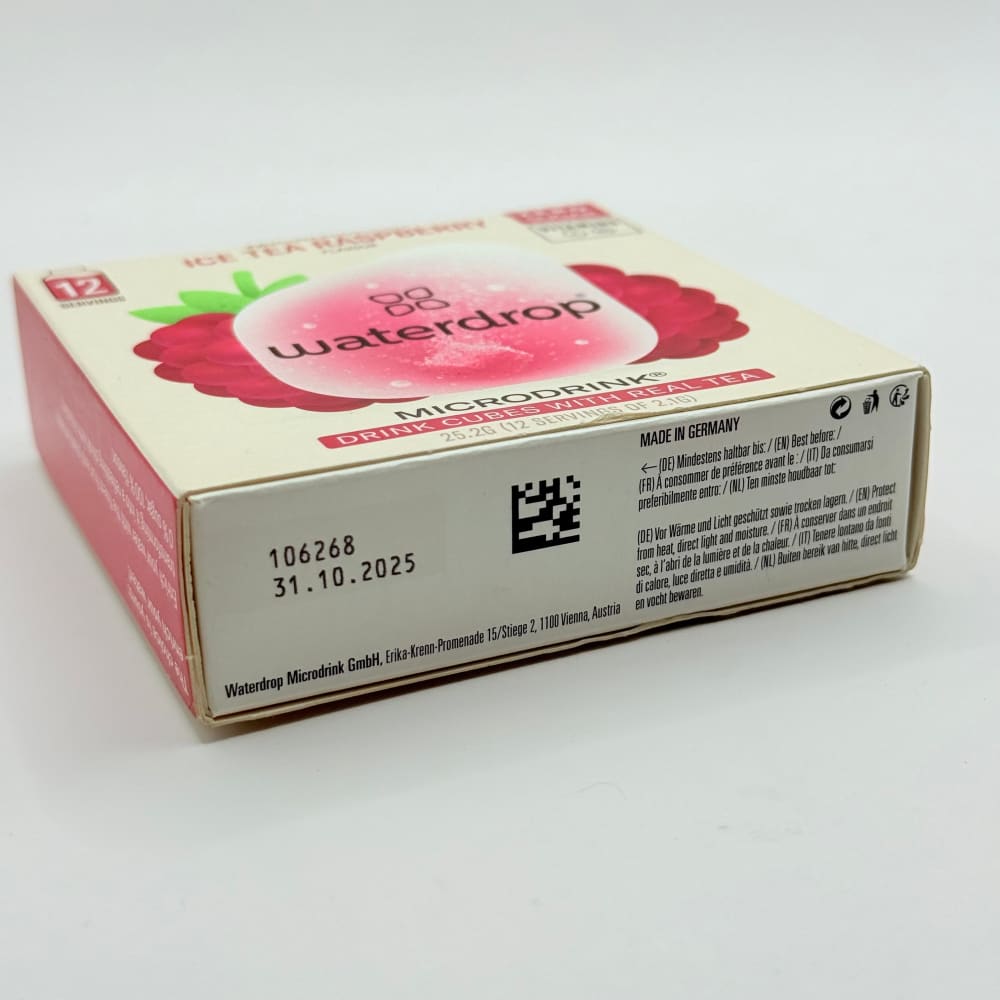 ICE TEA RASPBERRY
FLAVOUR
12
SERVINGS
waterdrop®
MICRODRINK®
DRINK CUBES WITH REAL TEA
25.2G (12 SERVINGS OF 2.1G)
106268
31.10.2025
MADE IN GERMANY
←(DE) Mindestens haltbar bis: / (EN) Best before: /
(FR) À consommer de préférence avant le : / (IT) Da consumarsi
preferibilmente entro: / (NL) Ten minste houdbaar tot:
(DE) Vor Wärme und Licht geschützt sowie trocken lagern. / (EN) Protect
from heat, direct light and moisture. / (FR) À conserver dans un endroit
sec, à l'abri de la lumière et de la chaleur. / (IT) Tenere lontano da fonti
di calore, luce diretta e umidità. / (NL) Buiten bereik van hitte, direct licht
en vocht bewaren.
Waterdrop Microdrink GmbH, Erika-Krenn-Promenade 15/Stiege 2, 1100 Vienna, Austria